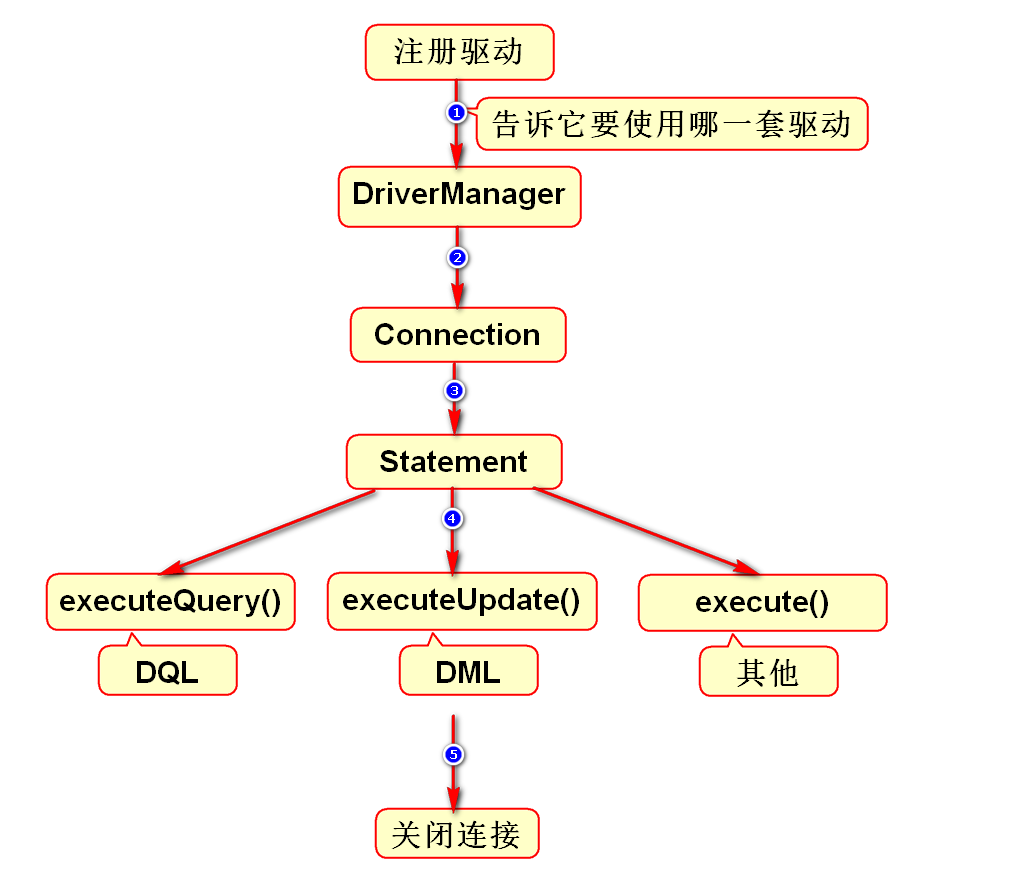 注册驱动
1
告诉它要使用哪一套驱动
DriverManager
2
Connection
3
Statement
4
executeQuery()
executeUpdate()
execute()
DQL
DML
其他
5
关闭连接